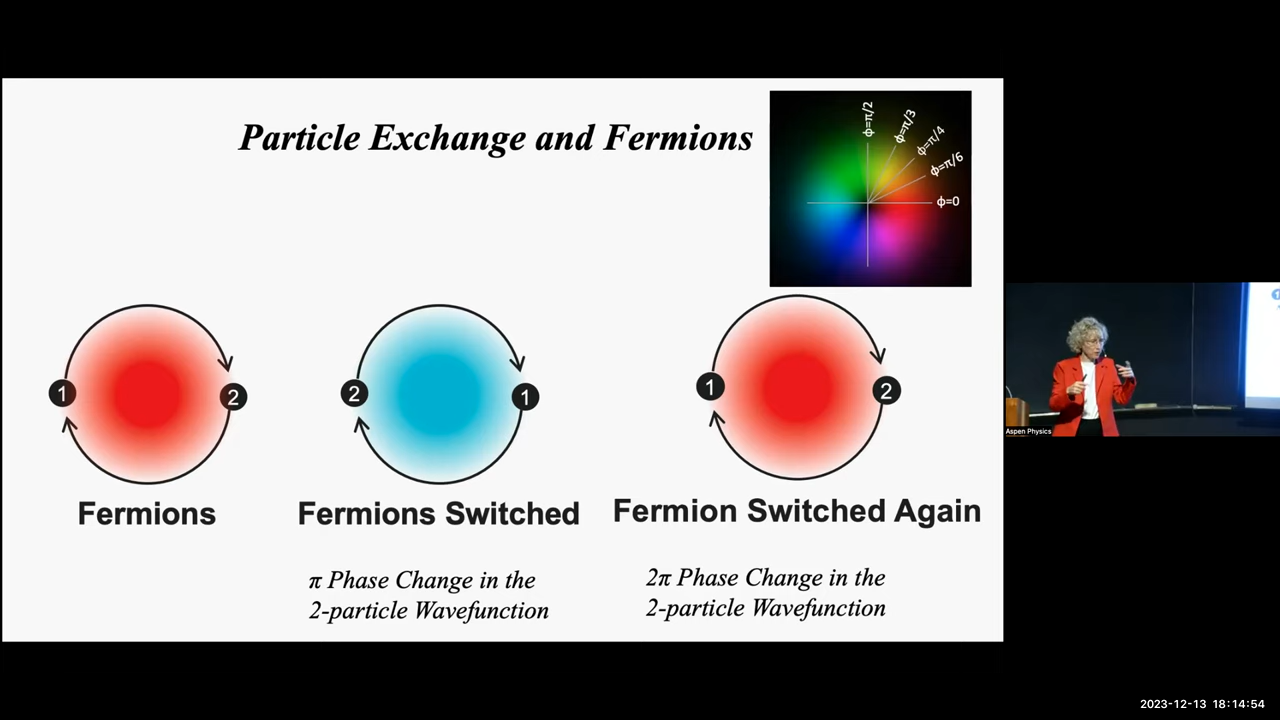 Particle Exchange and Fermions
ϕ=π/2
ϕ=π/3
ϕ=π/4
ϕ=π/6
ϕ=0
1
2
2
1
1
2
Fermions
Fermions Switched
Fermion Switched Again
π Phase Change in the
2-particle Wavefunction
2π Phase Change in the
2-particle Wavefunction
Aspen Physics
2023-12-13 18:14:54